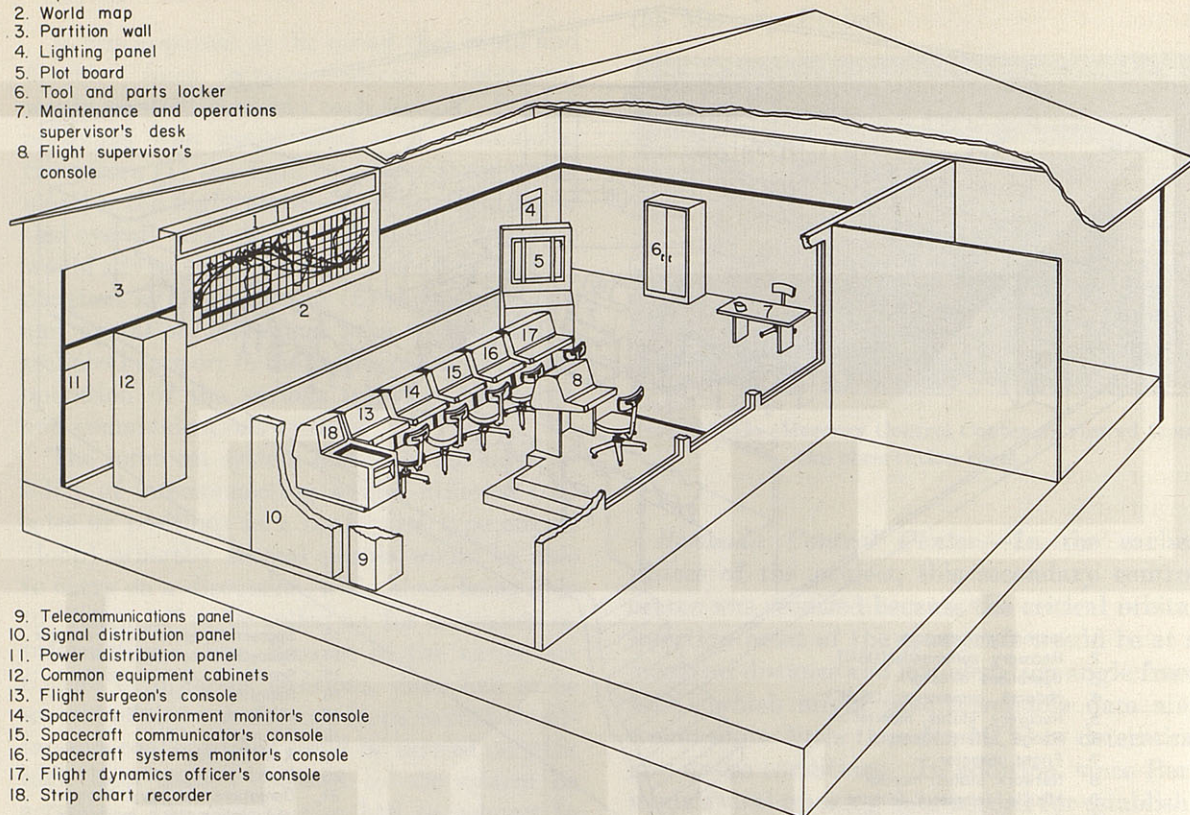 2. World map
3. Partition wall
4. Lighting panel
5. Plot board
6. Tool and parts locker
7. Maintenance and operations
supervisor's desk
8. Flight supervisor's
console
1
4
3
5
6
2
7
17
16
11
12
15
8
14
13
18
10
9
9. Telecommunications panel
10. Signal distribution panel
11. Power distribution panel
12. Common equipment cabinets
13. Flight surgeon's console
14. Spacecraft environment monitor's console
15. Spacecraft communicator's console
16. Spacecraft systems monitor's console
17. Flight dynamics officer's console
18. Strip chart recorder